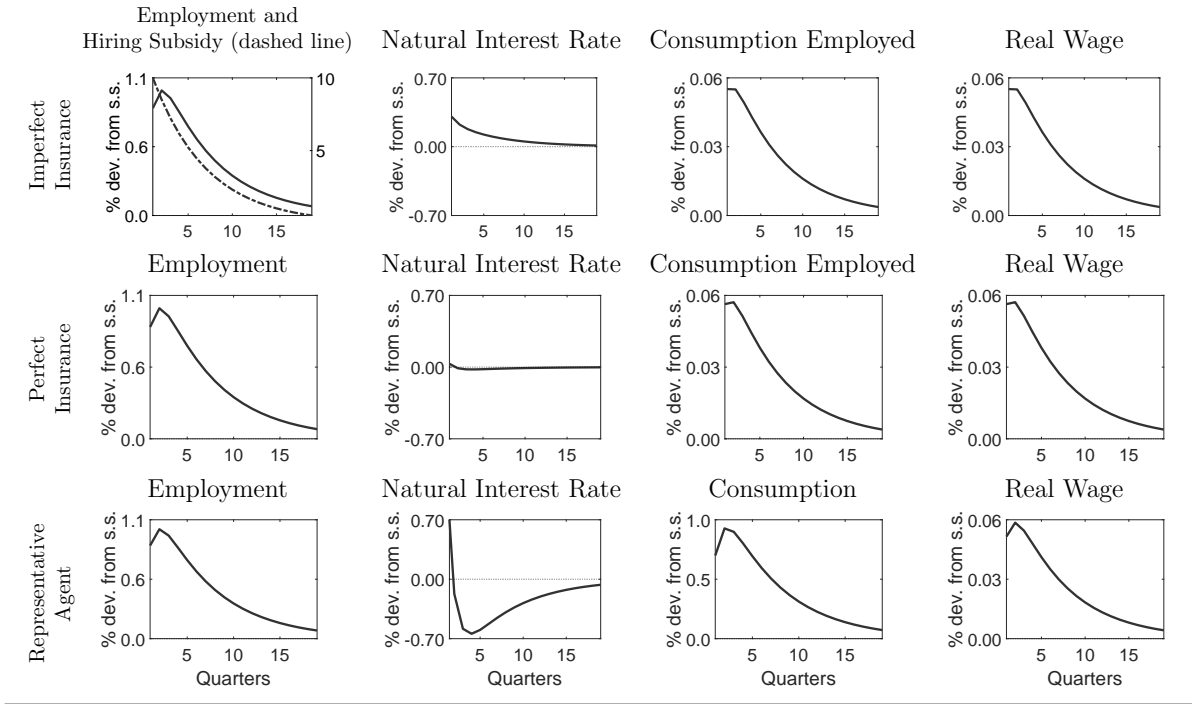 Employment and
Hiring Subsidy (dashed line)
Natural Interest Rate
Consumption Employed
Real Wage
Imperfect
Insurance
% dev. from s.s.
1.1
0.6
0.0
10
5
5 10 15
% dev. from s.s.
0.70
0.00
-0.70
5 10 15
% dev. from s.s.
0.06
0.03
0.00
5 10 15
% dev. from s.s.
0.06
0.03
0.00
5 10 15
Employment
Natural Interest Rate
Consumption Employed
Real Wage
Perfect
Insurance
% dev. from s.s.
1.1
0.6
0.0
5 10 15
% dev. from s.s.
0.70
0.00
-0.70
5 10 15
% dev. from s.s.
0.06
0.03
0.00
5 10 15
% dev. from s.s.
0.06
0.03
0.00
5 10 15
Employment
Natural Interest Rate
Consumption
Real Wage
Representative
Agent
% dev. from s.s.
1.1
0.6
0.0
5 10 15
Quarters
% dev. from s.s.
0.70
0.00
-0.70
5 10 15
Quarters
% dev. from s.s.
1.0
0.5
0.0
5 10 15
Quarters
% dev. from s.s.
0.06
0.03
0.00
5 10 15
Quarters